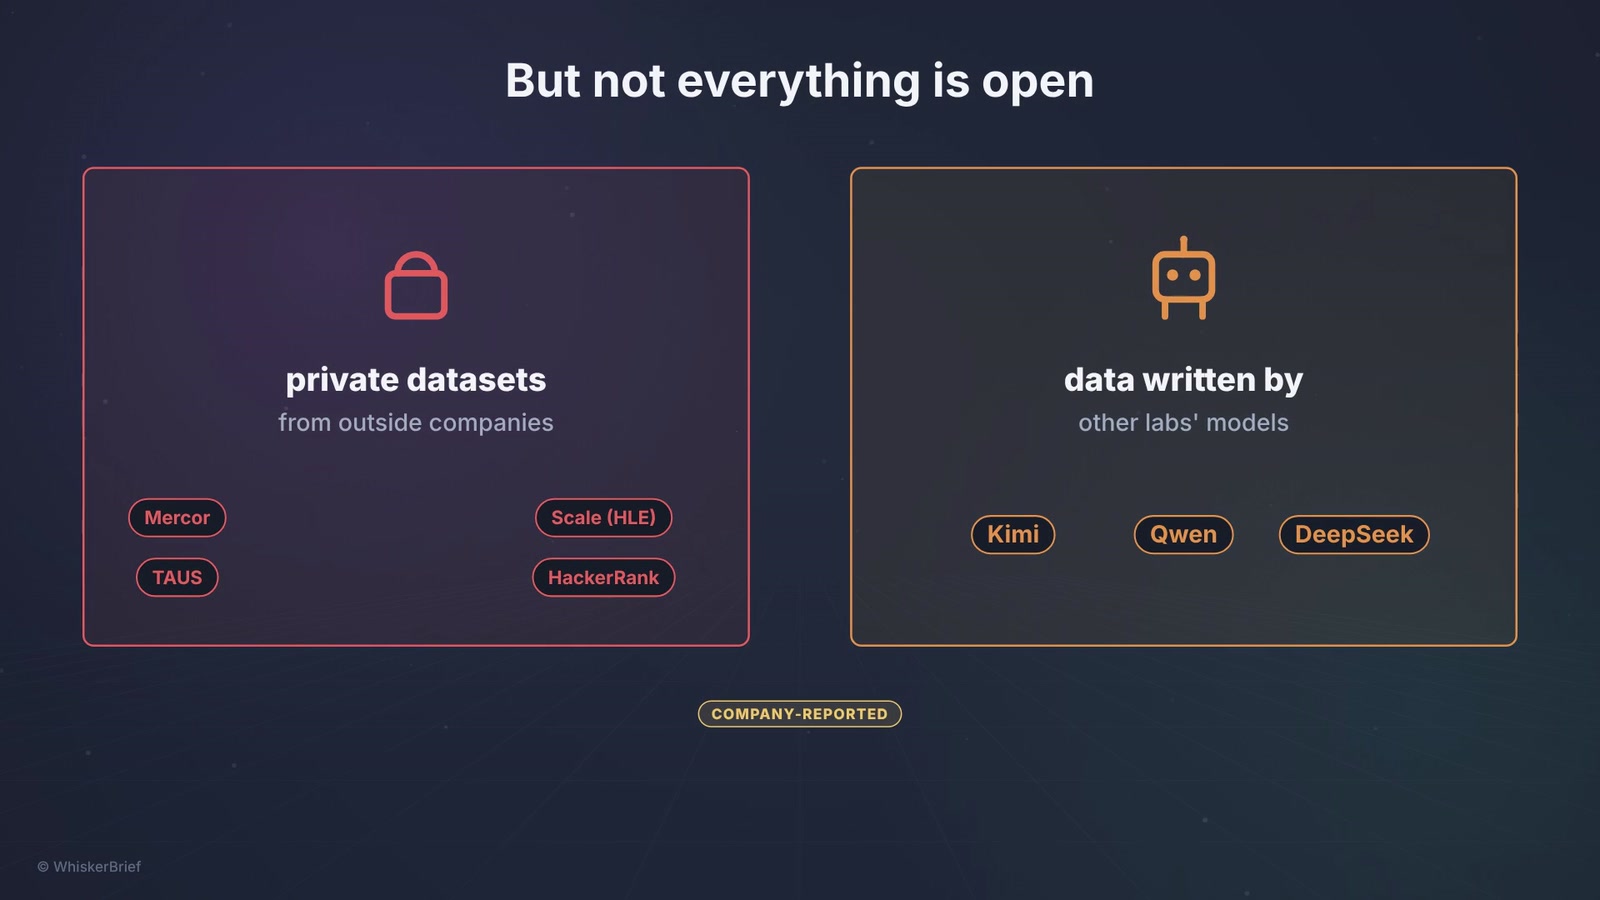 But not everything is open
private datasets
from outside companies
Mercor
Scale (HLE)
TAUS
HackerRank
data written by
other labs' models
Kimi
Qwen
DeepSeek
COMPANY-REPORTED
© WhiskerBrief